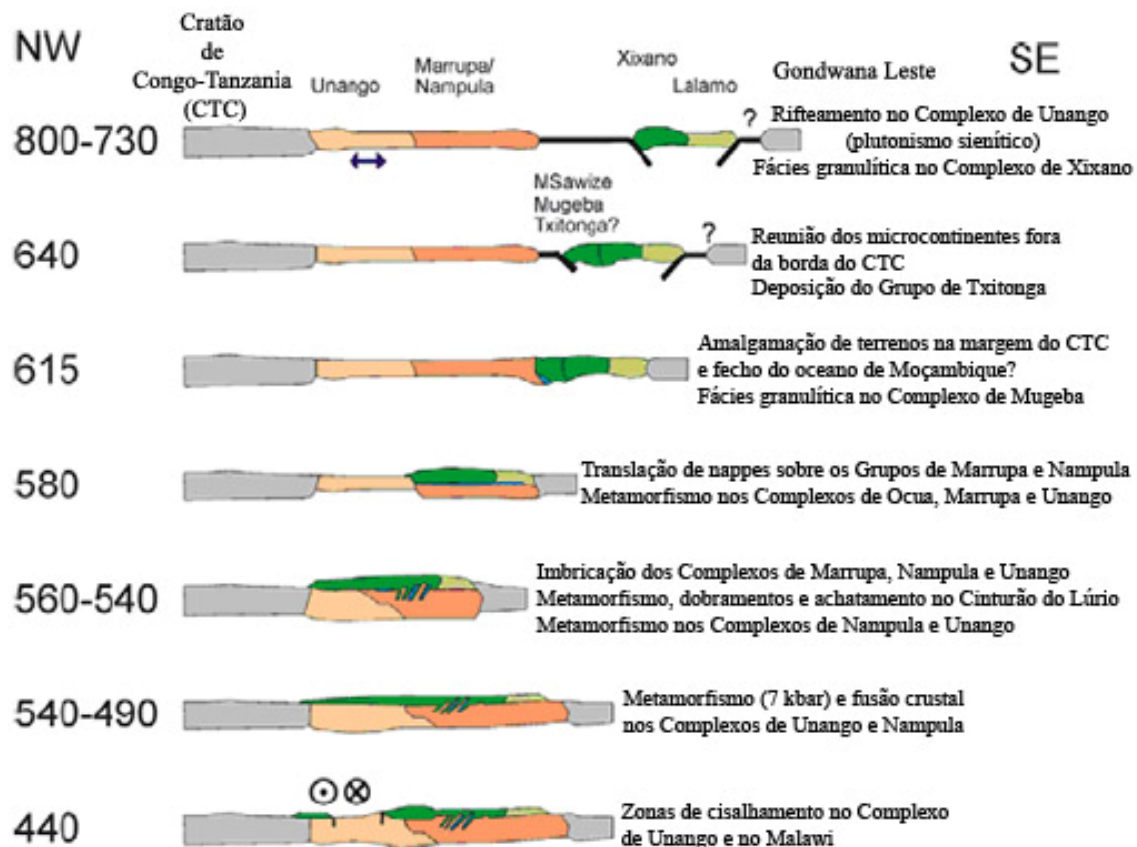 NW
Cratão
de
Congo-Tanzania
(CTC)
Unango
Marrupa/
Nampula
Xixano
Lalamo
Gondwana Leste
SE
800-730
?
Rifteamento no Complexo de Unango
(plutonismo sienítico)
Fácies granulítica no Complexo de Xixano
MSawize
Mugeba
Txitonga?
640
?
Reunião dos microcontinentes fora
da borda do CTC
Deposição do Grupo de Txitonga
615
Amalgamação de terrenos na margem do CTC
e fecho do oceano de Moçambique?
Fácies granulítica no Complexo de Mugeba
580
Translação de nappes sobre os Grupos de Marrupa e Nampula
Metamorfismo nos Complexos de Ocua, Marrupa e Unango
560-540
Imbricação dos Complexos de Marrupa, Nampula e Unango
Metamorfismo, dobramentos e achatamento no Cinturão do Lúrio
Metamorfismo nos Complexos de Nampula e Unango
540-490
Metamorfismo (7 kbar) e fusão crustal
nos Complexos de Unango e Nampula
440
Zonas de cisalhamento no Complexo
de Unango e no Malawi